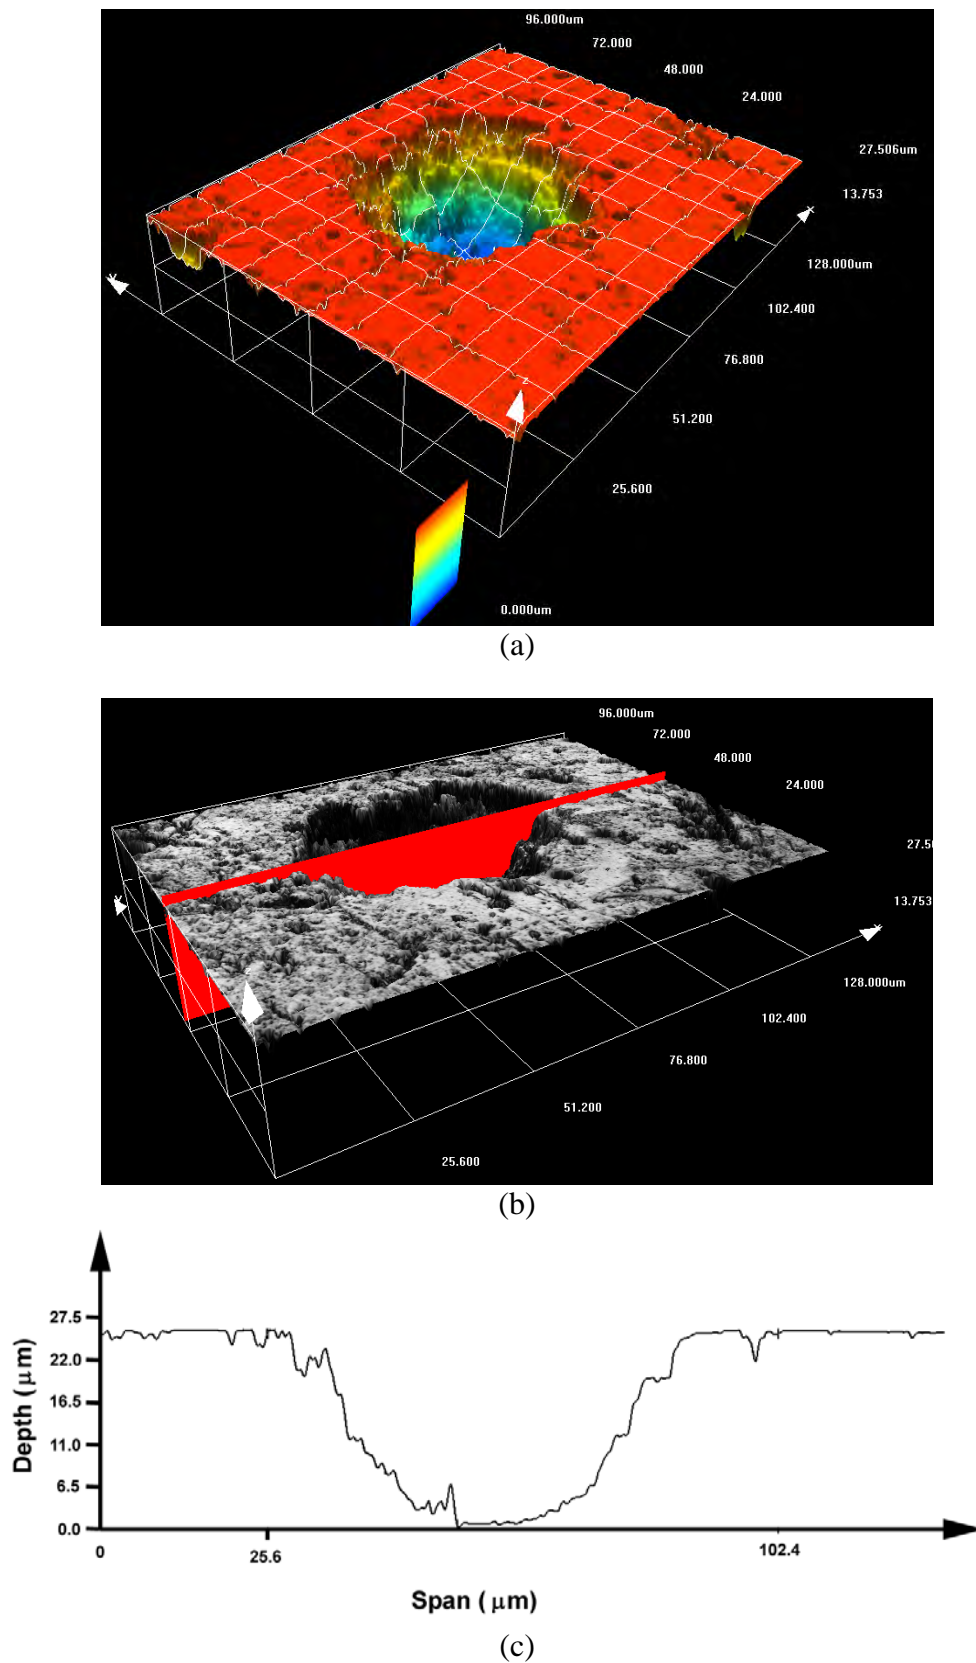 96.000um
72.000
48.000
24.000
27.506um
13.753
x
128.000um
102.400
y
76.800
z
51.200
25.600
0.000um
(a)
96.000um
72.000
48.000
24.000
27.50
13.753
128.000um
102.400
76.800
51.200
25.600
(b)
27.5
22.0
16.5
11.0
6.5
0.0
Depth (μm)
0
25.6
102.4
Span ( μm)
(c)